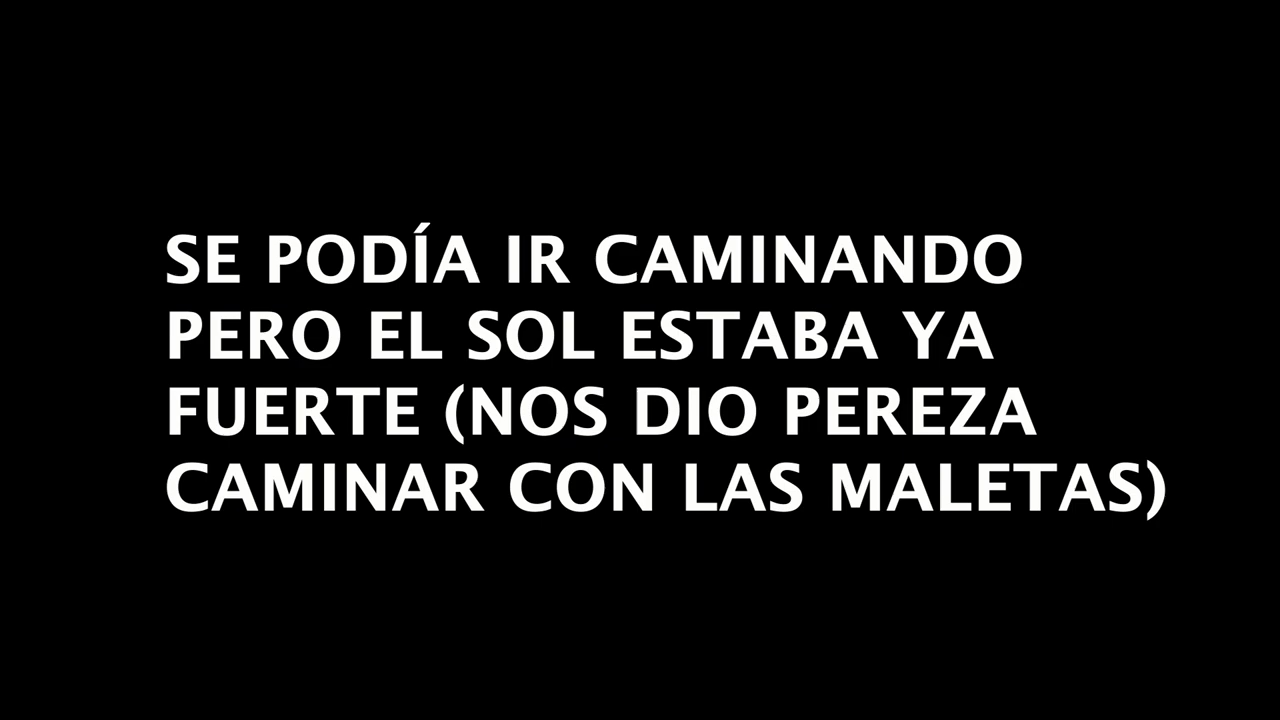 SE PODÍA IR CAMINANDO
PERO EL SOL ESTABA YA
FUERTE (NOS DIO PEREZA
CAMINAR CON LAS MALETAS)